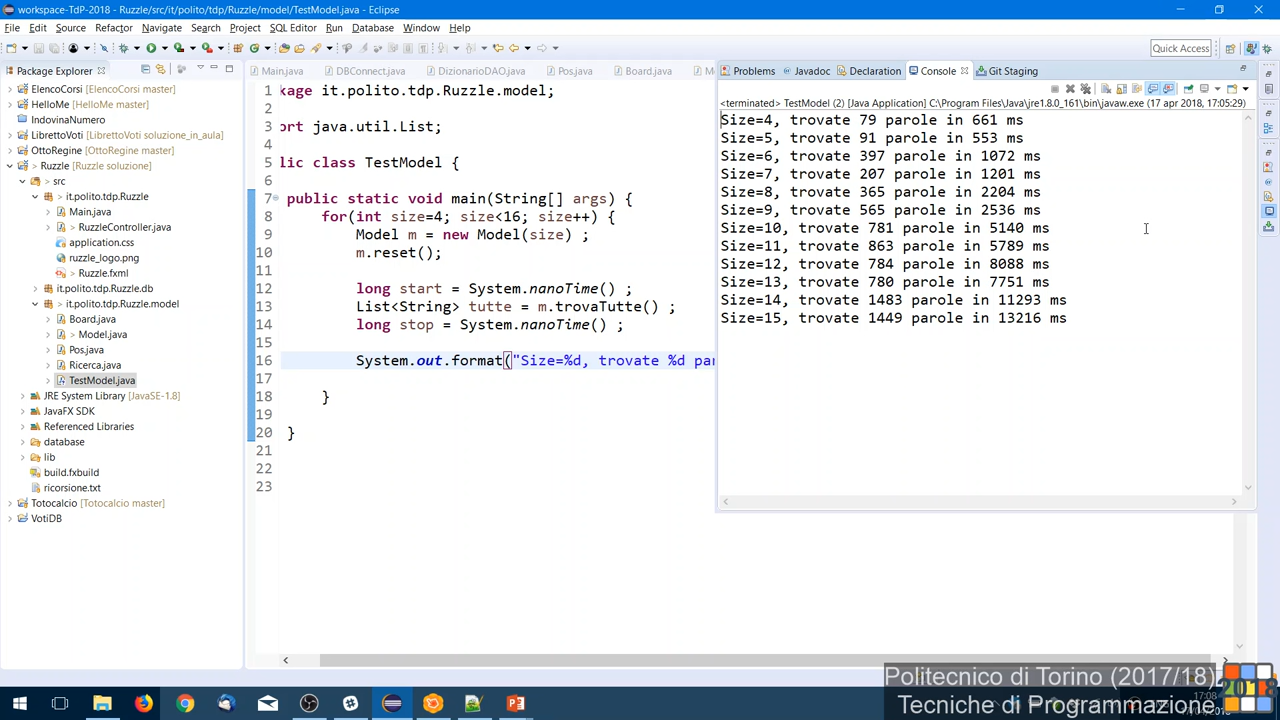 workspace-TdP-2018 - Ruzzle/src/it/polito/tdp/Ruzzle/model/TestModel.java - Eclipse
File Edit Source Refactor Navigate Search Project SQL Editor Run Database Window Help
Quick Access
Package Explorer
ElencoCorsi [ElencoCorsi master]
HelloMe [HelloMe master]
IndovinaNumero
LibrettoVoti [LibrettoVoti soluzione_in_aula]
OttoRegine [OttoRegine master]
> Ruzzle [Ruzzle soluzione]
src
> it.polito.tdp.Ruzzle
Main.java
> RuzzleController.java
application.css
ruzzle_logo.png
> Ruzzle.fxml
it.polito.tdp.Ruzzle.db
> it.polito.tdp.Ruzzle.model
Board.java
> Model.java
Pos.java
Ricerca.java
TestModel.java
JRE System Library [JavaSE-1.8]
JavaFX SDK
Referenced Libraries
database
lib
build.fxbuild
ricorsione.txt
Totocalcio [Totocalcio master]
VotiDB
Main.java DBConnect.java DizionarioDAO.java Pos.java Board.java
1 kage it.polito.tdp.Ruzzle.model;
2
3 ort java.util.List;
4
5 lic class TestModel {
6
7 public static void main(String[] args) {
8 for(int size=4; size<16; size++) {
9 Model m = new Model(size) ;
10 m.reset();
11
12 long start = System.nanoTime() ;
13 List<String> tutte = m.trovaTutte() ;
14 long stop = System.nanoTime() ;
15
16 System.out.format("Size=%d, trovate %d par
17
18 }
19
20 }
21
22
23
Problems Javadoc Declaration Console Git Staging
<terminated> TestModel (2) [Java Application] C:\Program Files\Java\jre1.8.0_161\bin\javaw.exe (17 apr 2018, 17:05:29)
Size=4, trovate 79 parole in 661 ms
Size=5, trovate 91 parole in 553 ms
Size=6, trovate 397 parole in 1072 ms
Size=7, trovate 207 parole in 1201 ms
Size=8, trovate 365 parole in 2204 ms
Size=9, trovate 565 parole in 2536 ms
Size=10, trovate 781 parole in 5140 ms
Size=11, trovate 863 parole in 5789 ms
Size=12, trovate 784 parole in 8088 ms
Size=13, trovate 780 parole in 7751 ms
Size=14, trovate 1483 parole in 11293 ms
Size=15, trovate 1449 parole in 13216 ms
Politecnico di Torino (2017/18)
Tecniche di Programmazione
2018
17:08